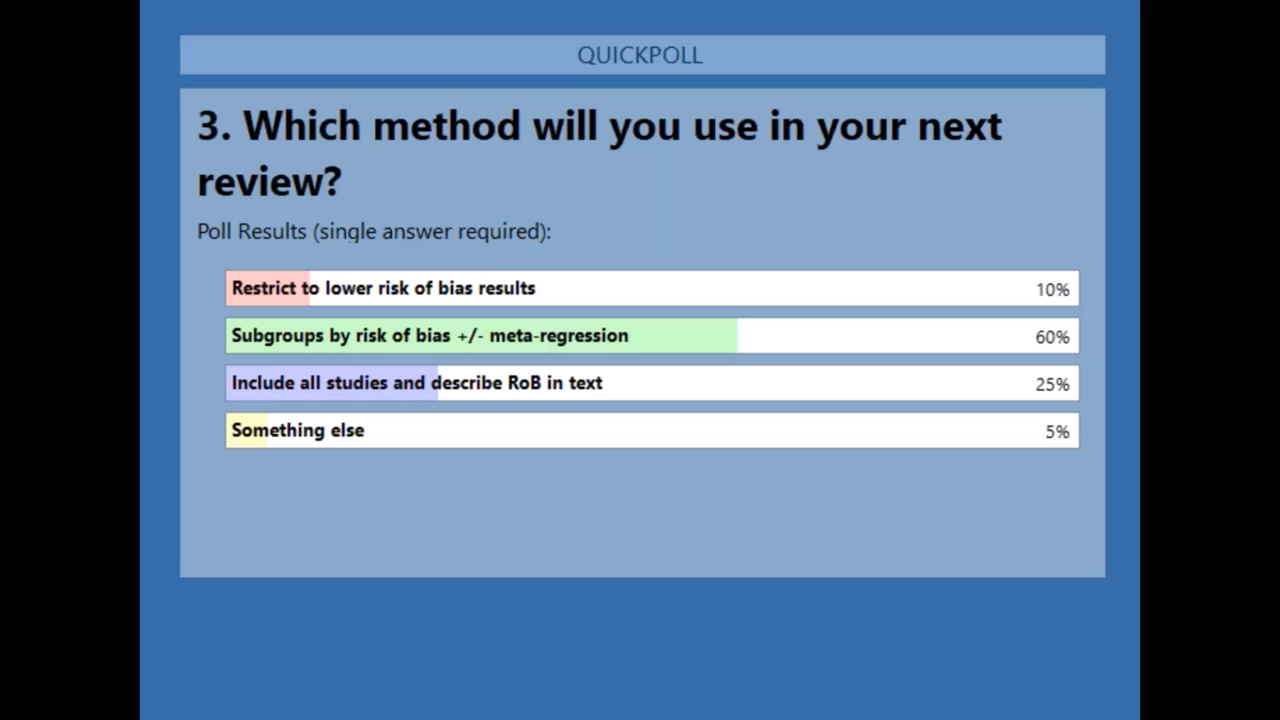 QUICKPOLL
3. Which method will you use in your next
review?
Poll Results (single answer required):
Restrict to lower risk of bias results 10%
Subgroups by risk of bias +/- meta-regression 60%
Include all studies and describe RoB in text 25%
Something else 5%